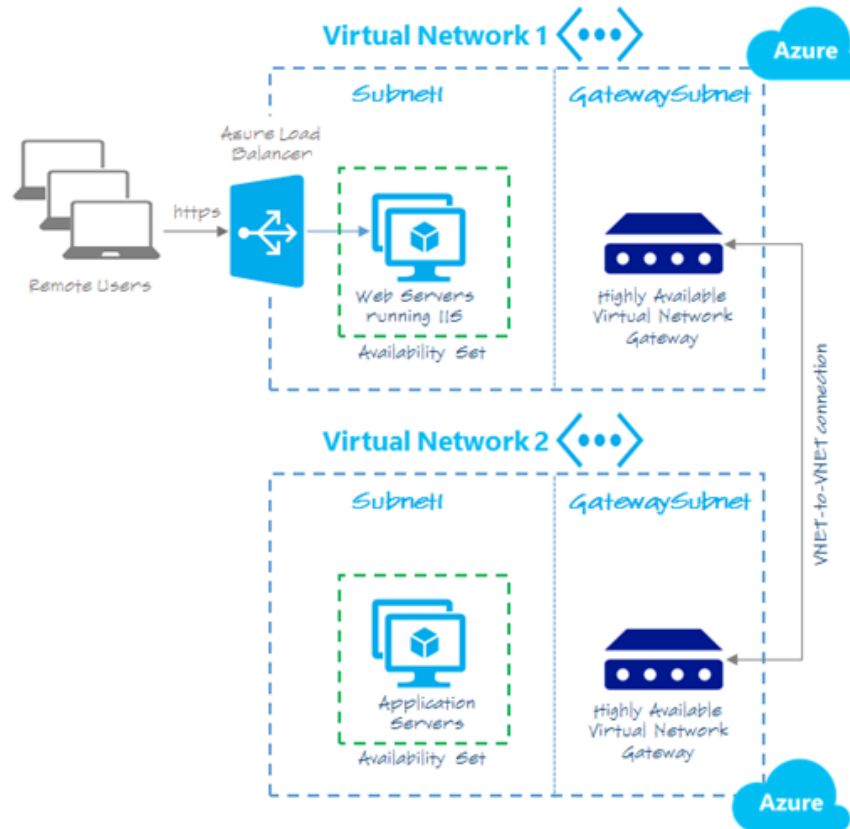 Virtual Network 1
Azure
Subnet1
GatewaySubnet
Azure Load
Balancer
https
Remote Users
Web Servers
running IIS
Availability Set
Highly Available
Virtual Network
Gateway
VNET-to-VNET connection
Virtual Network 2
Subnet1
GatewaySubnet
Application
Servers
Availability Set
Highly Available
Virtual Network
Gateway
Azure